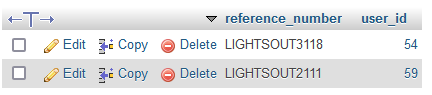 reference_number user_id
Edit Copy Delete LIGHTSOUT3118 54
Edit Copy Delete LIGHTSOUT2111 59